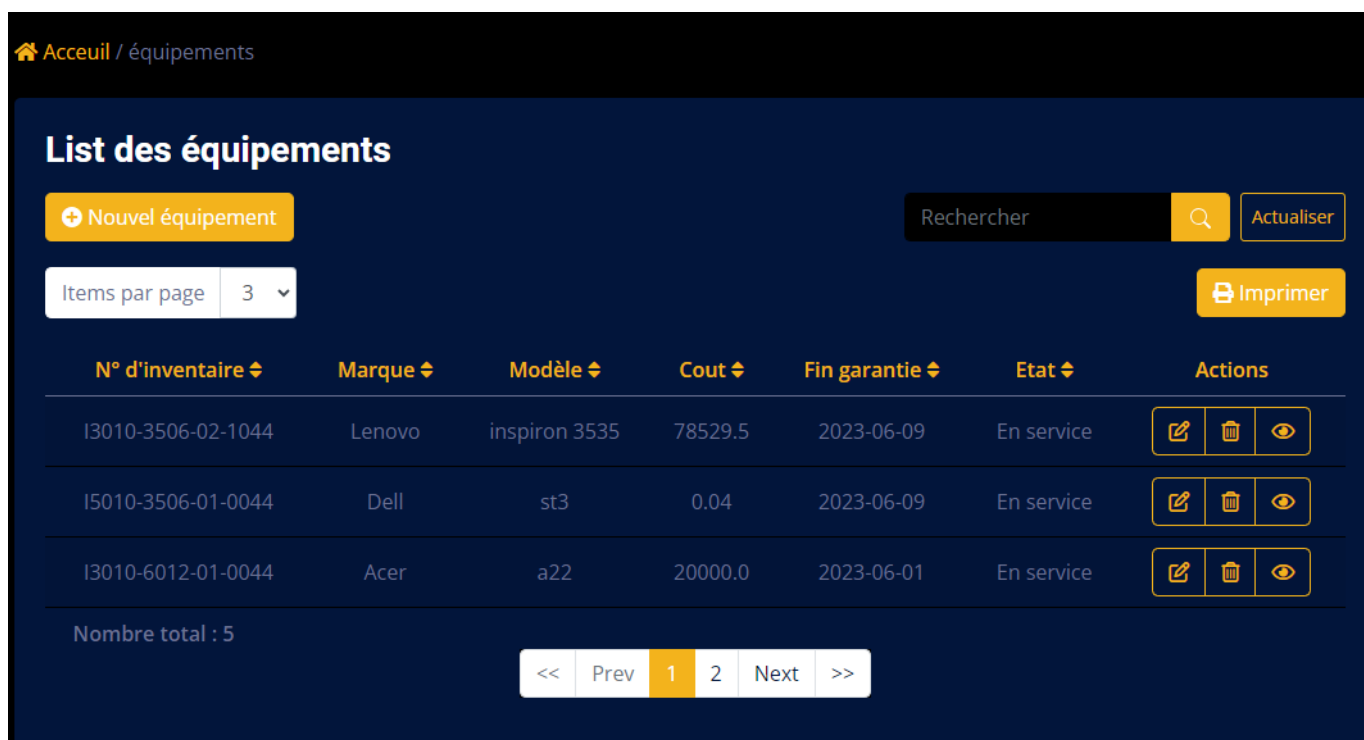 Acceuil / équipements
List des équipements
Nouvel équipement
Rechercher
Actualiser
Items par page 3
Imprimer
N° d'inventaire Marque Modèle Cout Fin garantie Etat Actions
I3010-3506-02-1044 Lenovo inspiron 3535 78529.5 2023-06-09 En service
I5010-3506-01-0044 Dell st3 0.04 2023-06-09 En service
I3010-6012-01-0044 Acer a22 20000.0 2023-06-01 En service
Nombre total : 5
<< Prev 1 2 Next >>